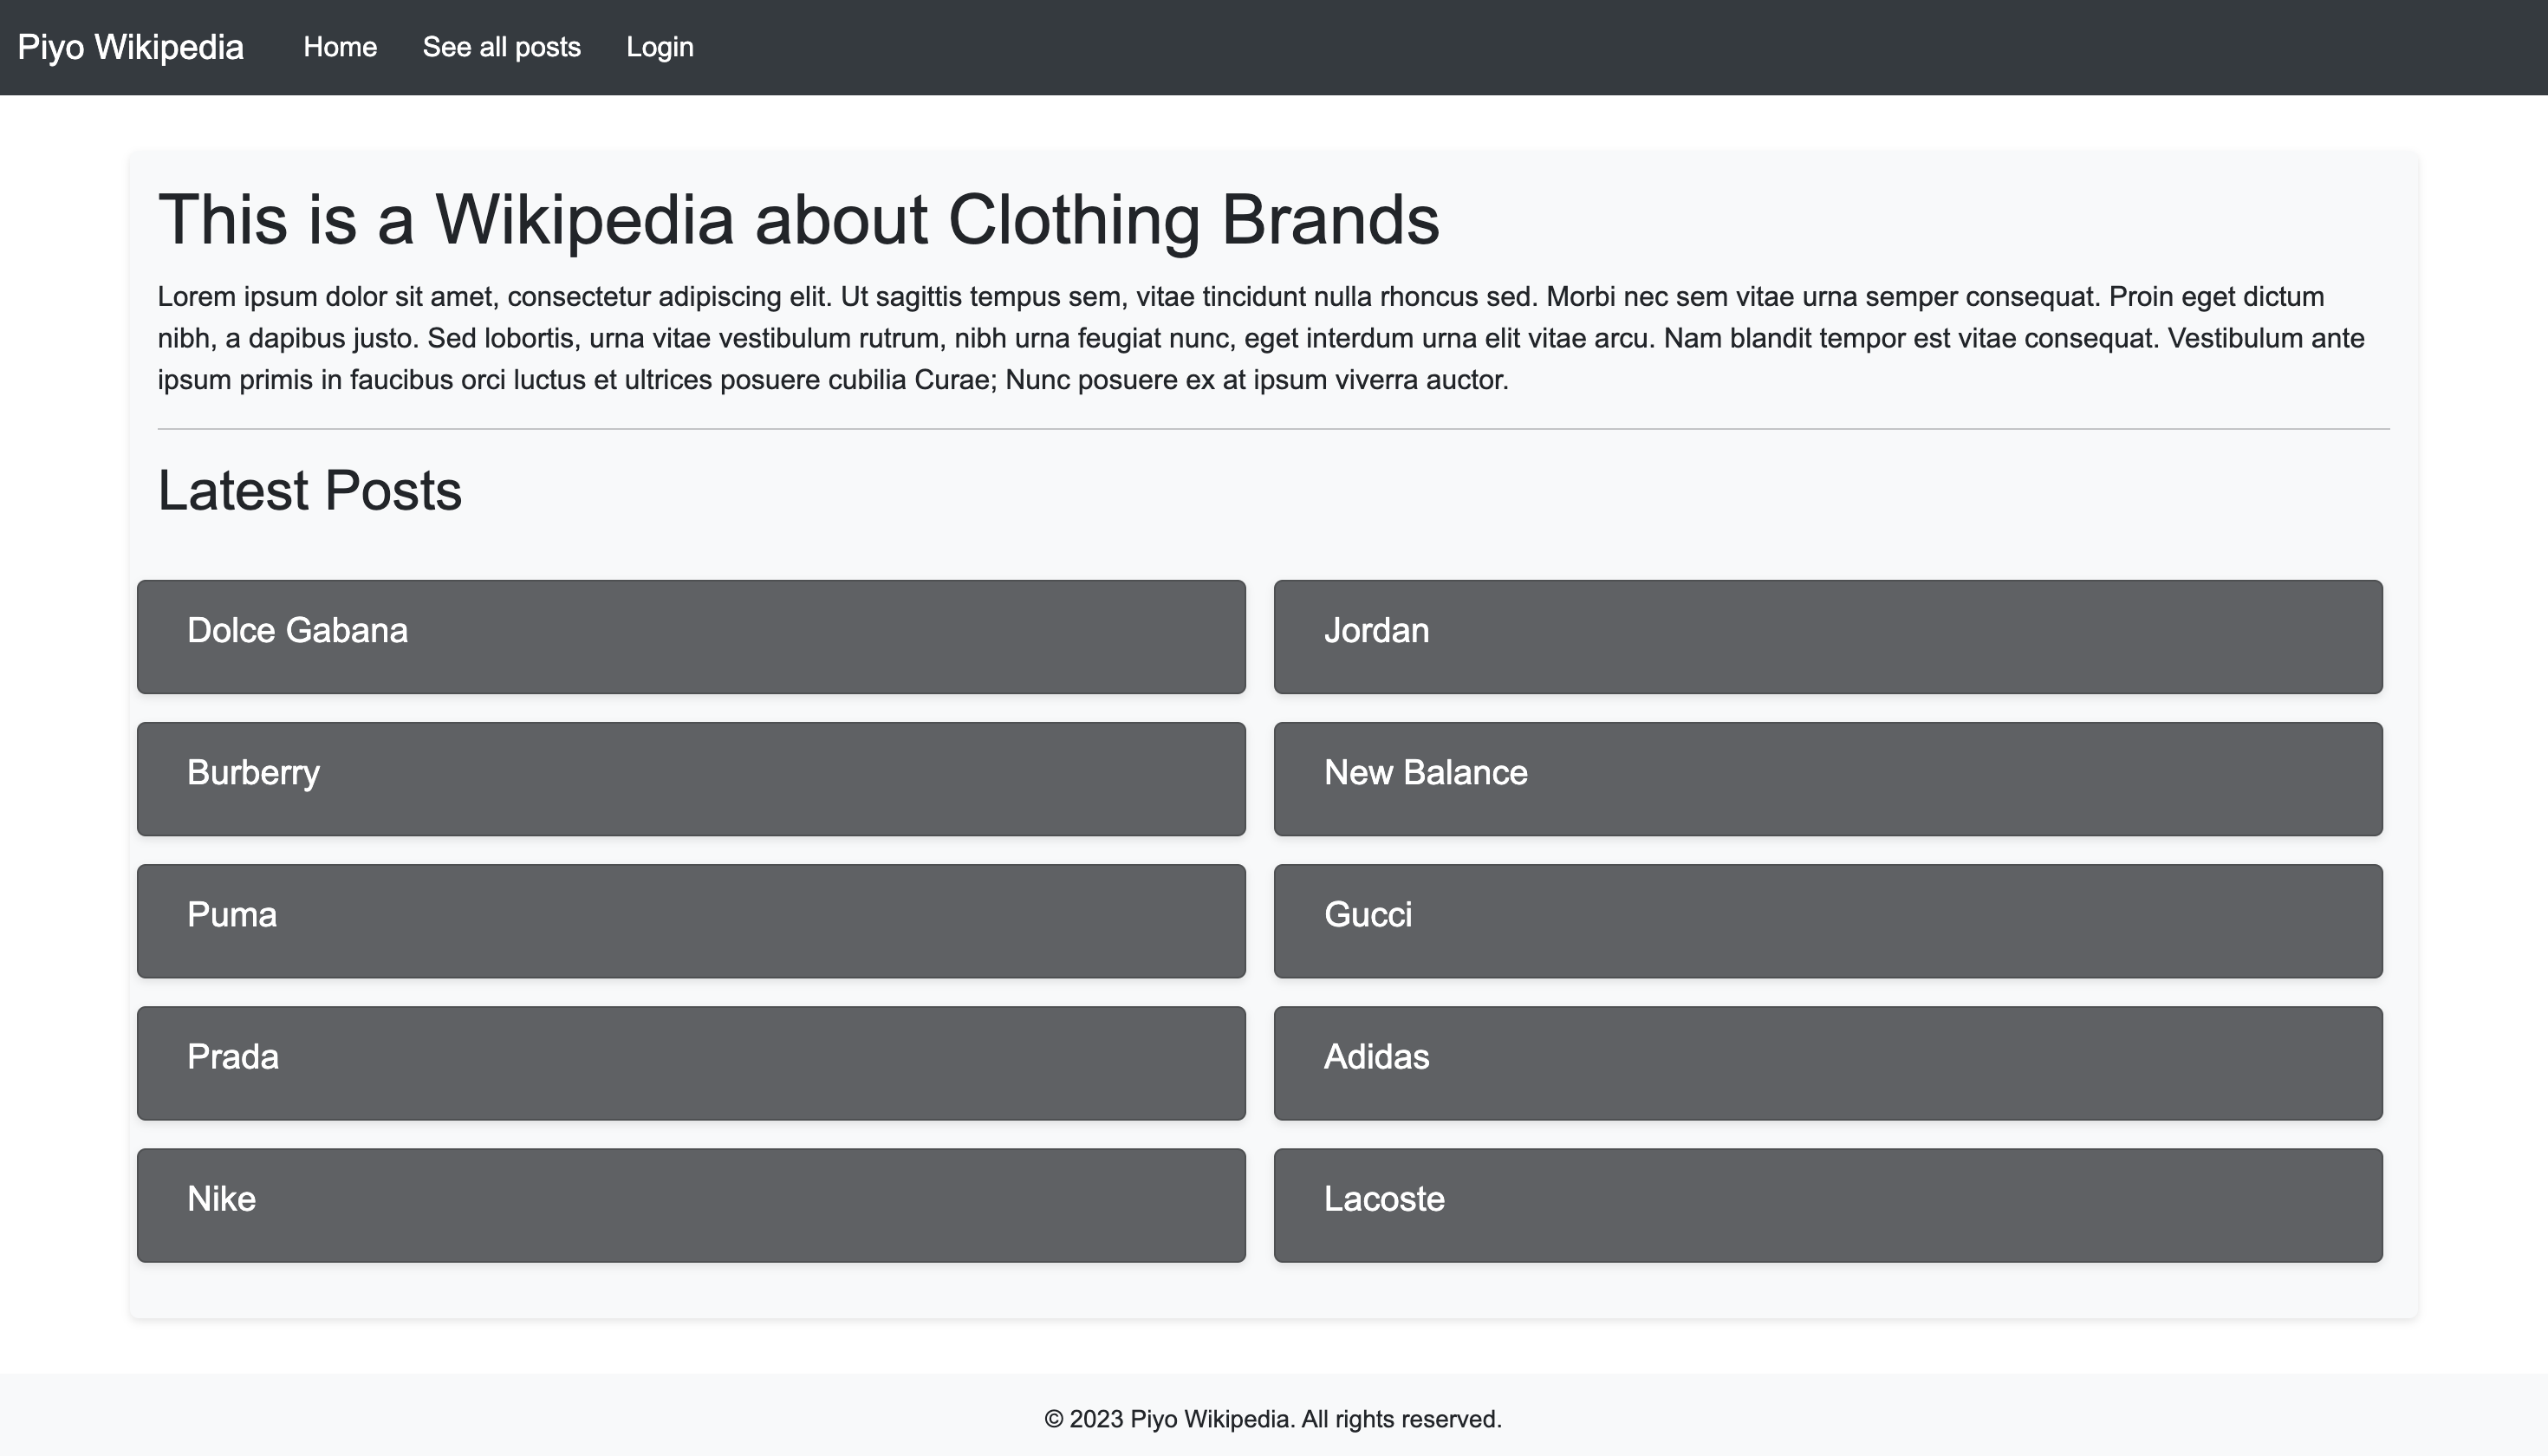 Piyo Wikipedia Home See all posts Login
This is a Wikipedia about Clothing Brands
Lorem ipsum dolor sit amet, consectetur adipiscing elit. Ut sagittis tempus sem, vitae tincidunt nulla rhoncus sed. Morbi nec sem vitae urna semper consequat. Proin eget dictum
nibh, a dapibus justo. Sed lobortis, urna vitae vestibulum rutrum, nibh urna feugiat nunc, eget interdum urna elit vitae arcu. Nam blandit tempor est vitae consequat. Vestibulum ante
ipsum primis in faucibus orci luctus et ultrices posuere cubilia Curae; Nunc posuere ex at ipsum viverra auctor.
Latest Posts
Dolce Gabana
Jordan
Burberry
New Balance
Puma
Gucci
Prada
Adidas
Nike
Lacoste
© 2023 Piyo Wikipedia. All rights reserved.